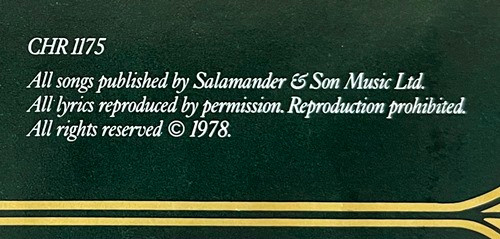 CHR 1175
All songs published by Salamander & Son Music Ltd.
All lyrics reproduced by permission. Reproduction prohibited.
All rights reserved © 1978.